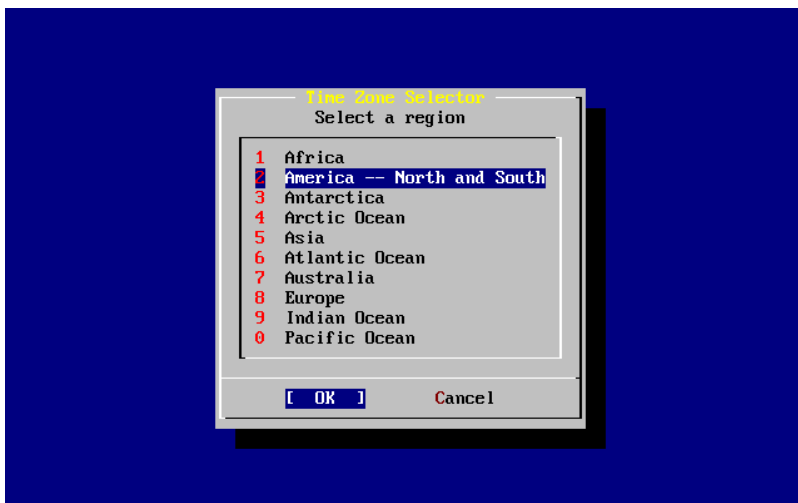 Time Zone Selector
Select a region
1 Africa
2 America -- North and South
3 Antarctica
4 Arctic Ocean
5 Asia
6 Atlantic Ocean
7 Australia
8 Europe
9 Indian Ocean
0 Pacific Ocean
[ OK ] Cancel